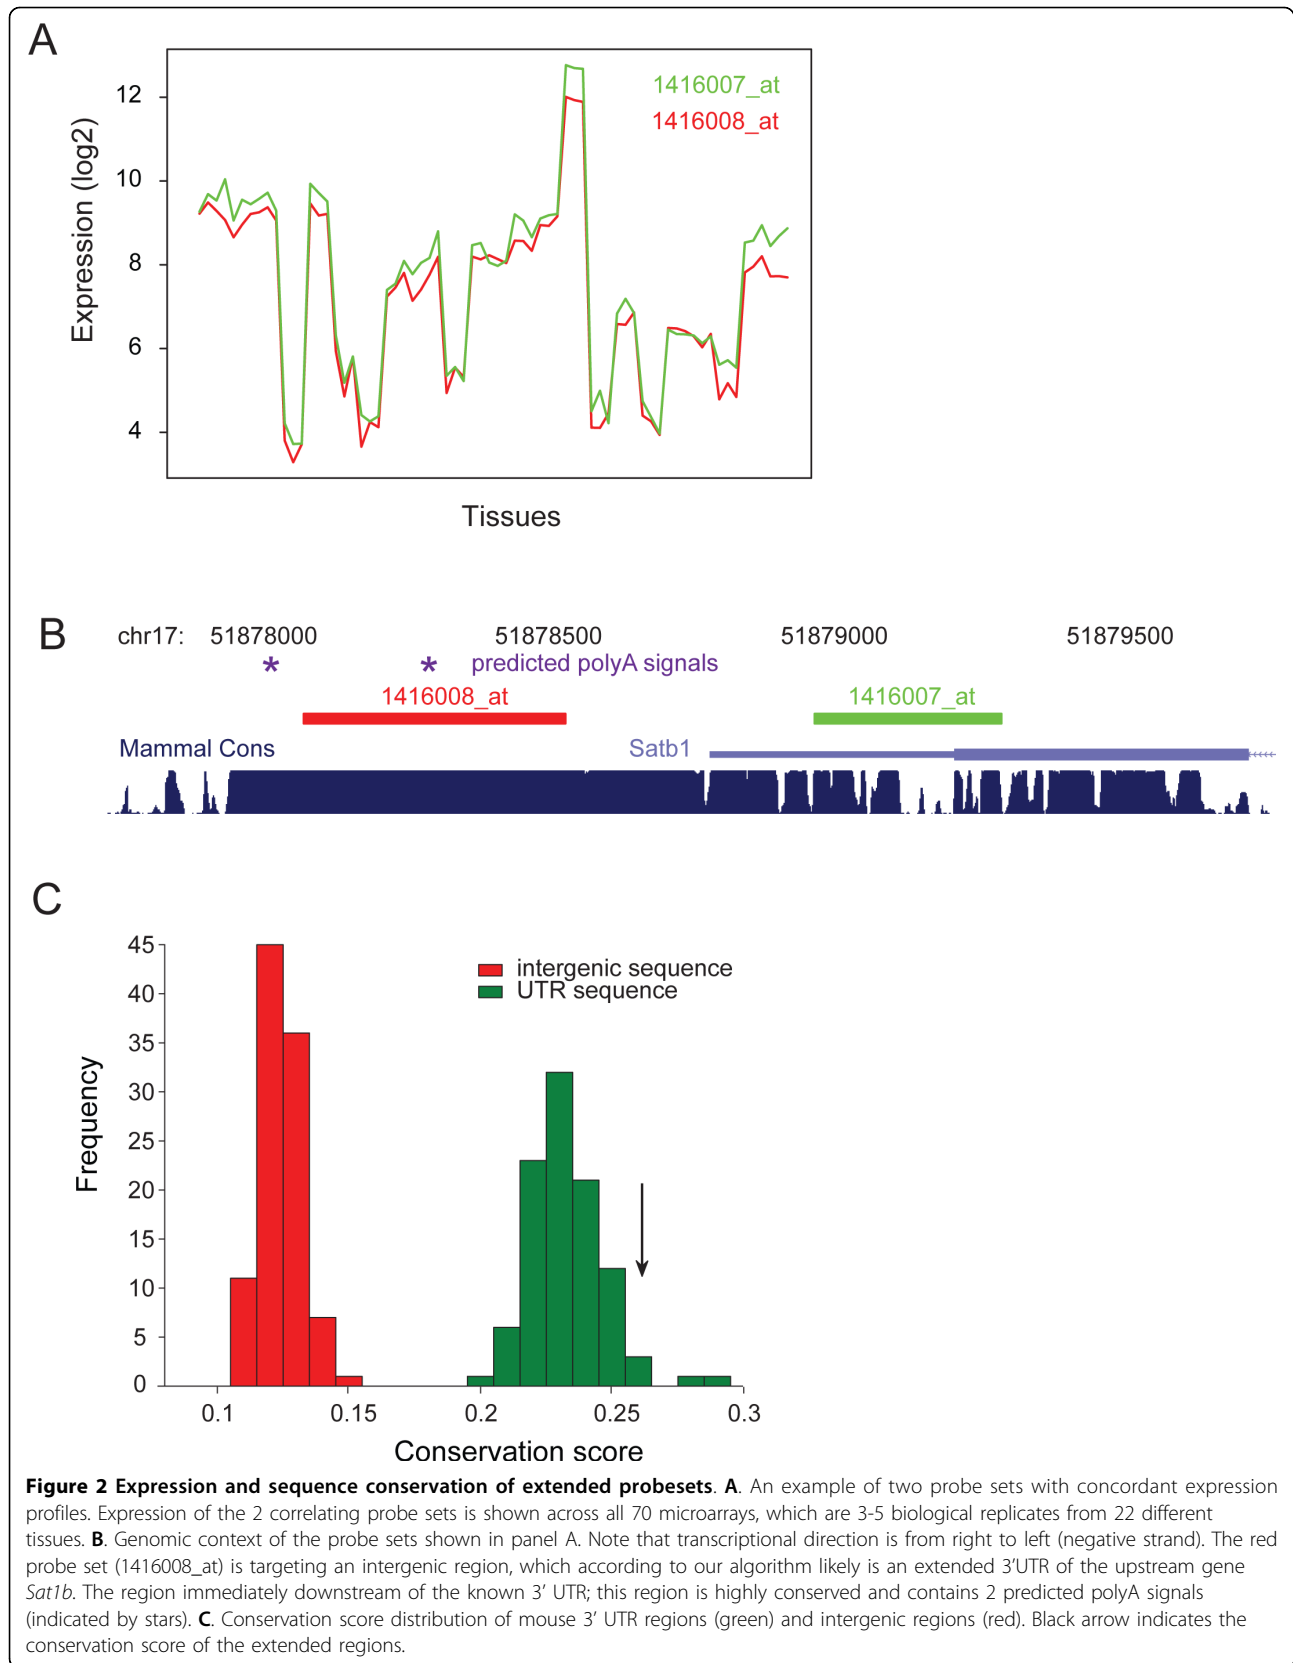 A
1416007_at
1416008_at
12
10
8
6
4
Expression (log2)
Tissues
B
chr17: 51878000 51878500 51879000 51879500
* * predicted polyA signals
1416008_at 1416007_at
Mammal Cons Satb1
C
45
40
35
30
25
20
15
10
5
0
Frequency
intergenic sequence
UTR sequence
0.1 0.15 0.2 0.25 0.3
Conservation score
Figure 2 Expression and sequence conservation of extended probesets. A. An example of two probe sets with concordant expression
profiles. Expression of the 2 correlating probe sets is shown across all 70 microarrays, which are 3-5 biological replicates from 22 different
tissues. B. Genomic context of the probe sets shown in panel A. Note that transcriptional direction is from right to left (negative strand). The red
probe set (1416008_at) is targeting an intergenic region, which according to our algorithm likely is an extended 3’UTR of the upstream gene
Sat1b. The region immediately downstream of the known 3’ UTR; this region is highly conserved and contains 2 predicted polyA signals
(indicated by stars). C. Conservation score distribution of mouse 3’ UTR regions (green) and intergenic regions (red). Black arrow indicates the
conservation score of the extended regions.